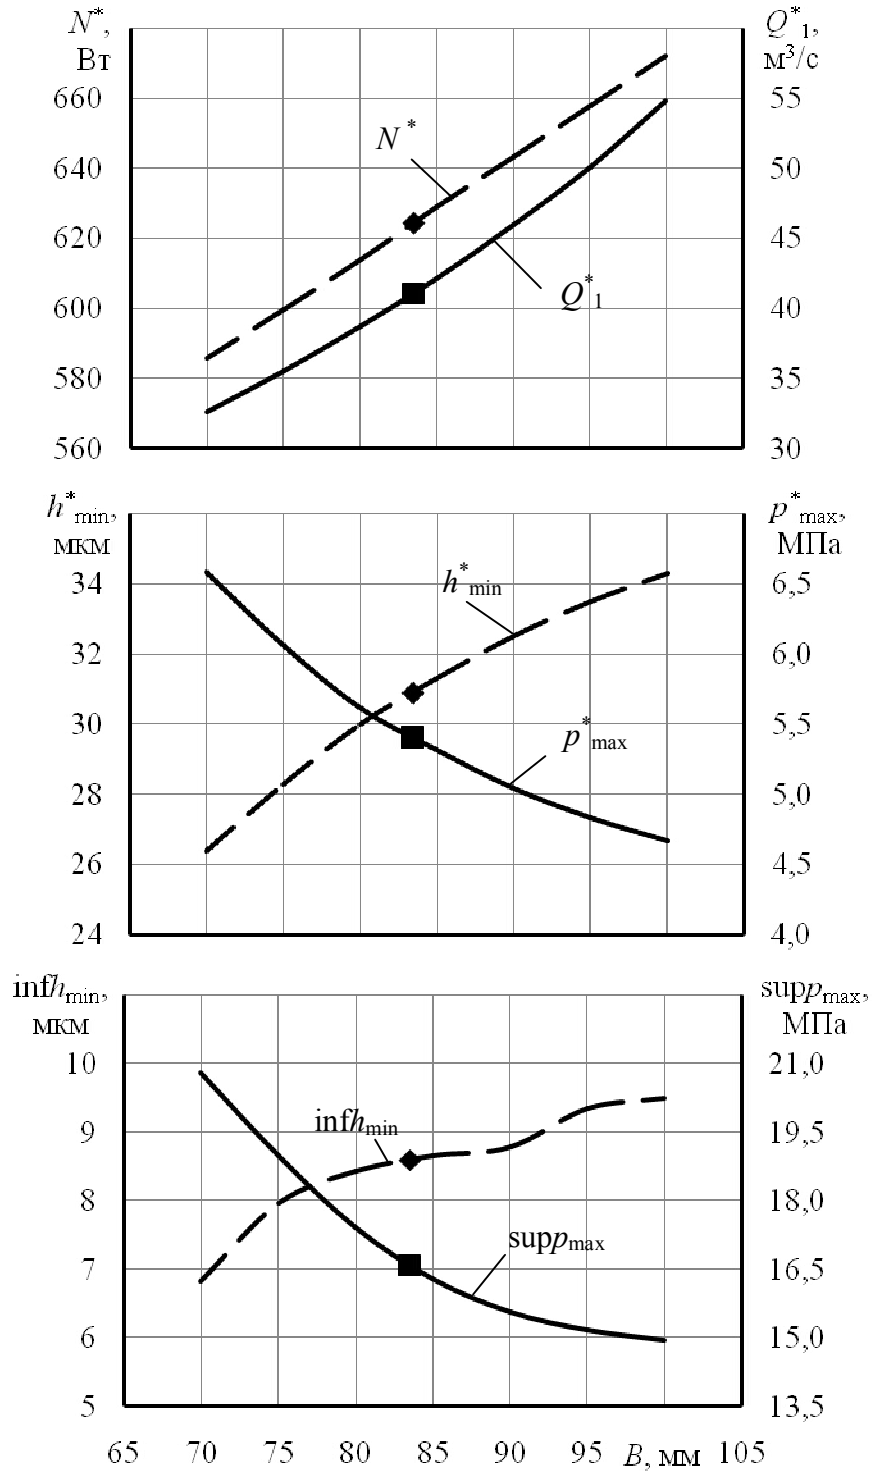 N*, Q*1,
Вт м3/с
660 55
N*
640 50
620 45
Q*1
600 40
580 35
560 30
h*min, p*max,
мкм МПа
h*min
34 6,5
32 6,0
30 5,5
p*max
28 5,0
26 4,5
24 4,0
infhmin, suppmax,
мкм МПа
10 21,0
infhmin
9 19,5
8 18,0
suppmax
7 16,5
6 15,0
5 13,5
65 70 75 80 85 90 95 B, мм 105